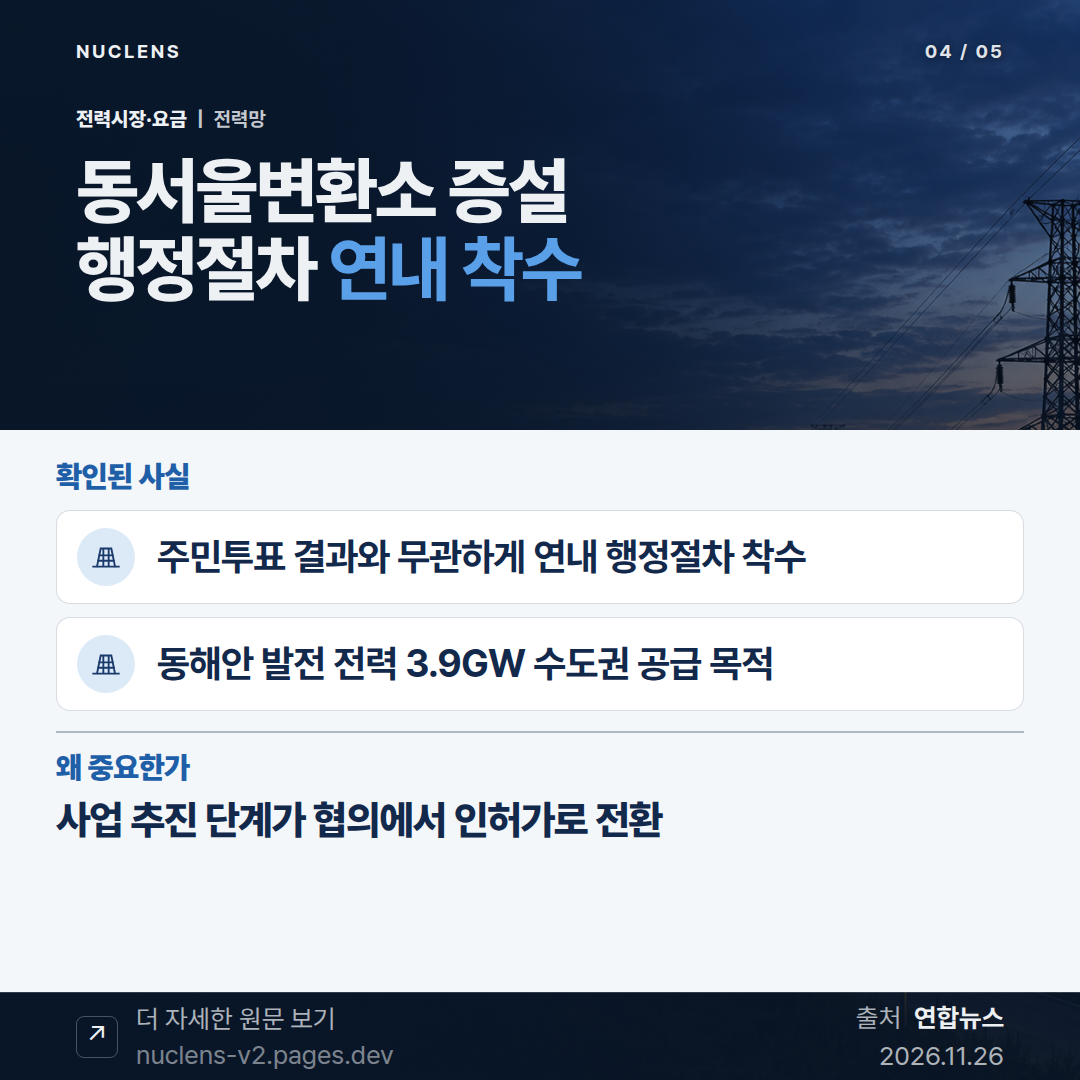 NUCLENS
04 / 05
전력시장·요금 | 전력망
동서울변환소 증설
행정절차 연내 착수
확인된 사실
주민투표 결과와 무관하게 연내 행정절차 착수
동해안 발전 전력 3.9GW 수도권 공급 목적
왜 중요한가
사업 추진 단계가 협의에서 인허가로 전환
더 자세한 원문 보기
nuclens-v2.pages.dev
출처 연합뉴스
2026.11.26